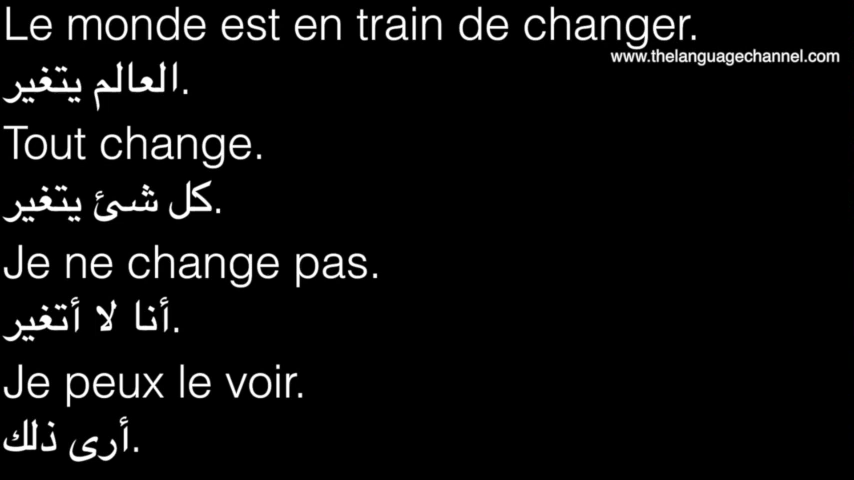 Le monde est en train de changer.
www.thelanguagechannel.com
العالم يتغير.
Tout change.
كل شئ يتغير.
Je ne change pas.
أنا لا أتغير.
Je peux le voir.
أرى ذلك.